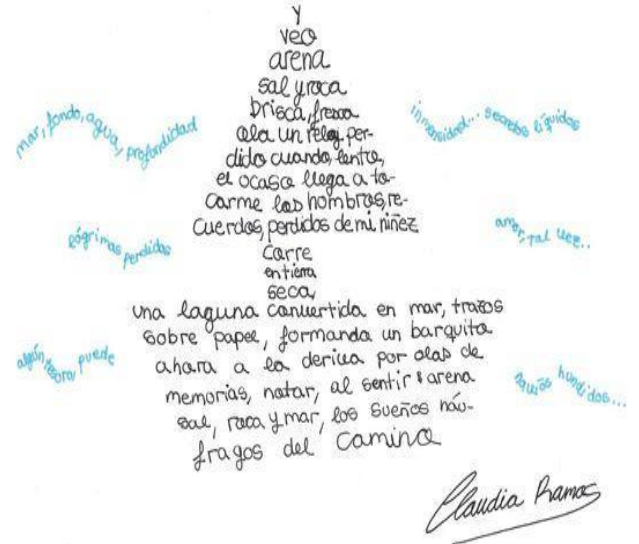 y
veo
arena
sal y roca
brisca, fresca
mar, fondo, agua, profundidad
inmensidad... secretos líquidos
ola un reloj per-
dido cuando, lento,
el ocaso llega a to-
carme los hombros, re-
cuerdos, perdidos de mi niñez
lágrimas perdidas
amor, tal vez...
corre
en tierra
seca,
una laguna convertida en mar, trazos
sobre papel, formando un barquito
ahora a la deriva por olas de
algún tesoro, puede
memorias, notar, al sentir arena
hundidos...
sal, roca y mar, los sueños náu-
fragos del camino
Claudia Ramos